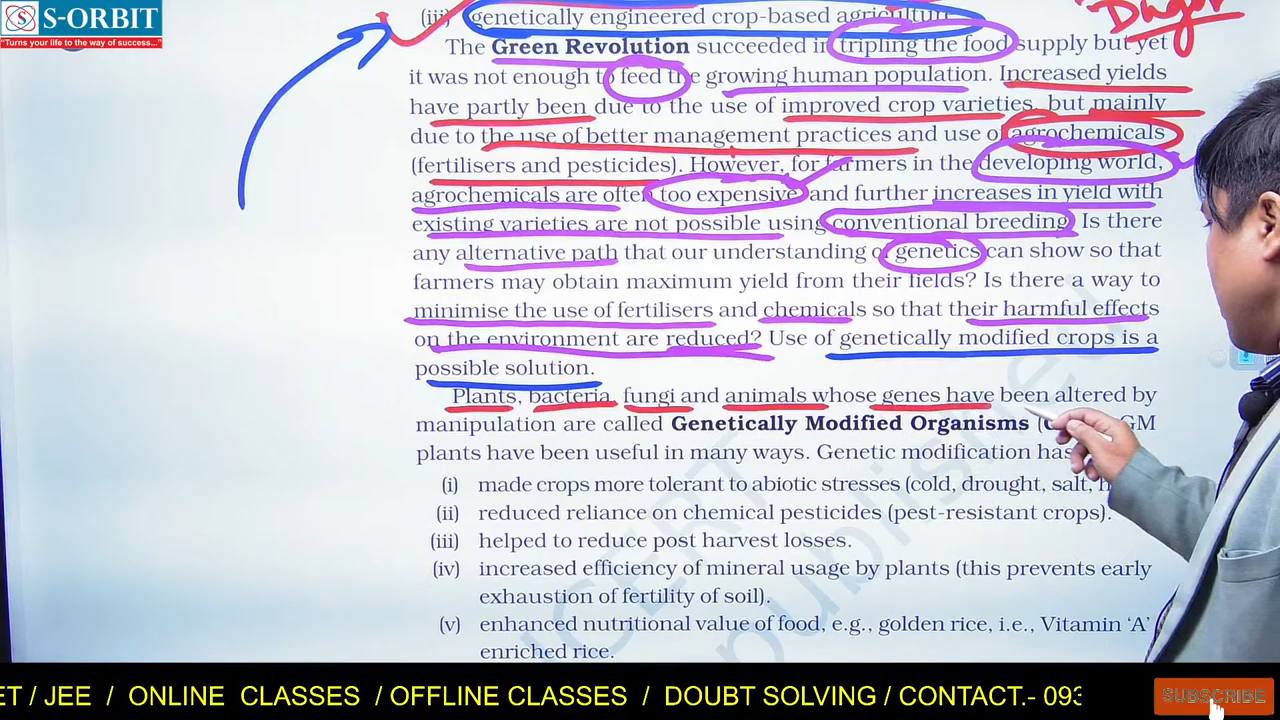 S-ORBIT
"Turns your life to the way of success..."
(iii) genetically engineered crop-based agriculture
The Green Revolution succeeded in tripling the food supply but yet
it was not enough to feed the growing human population. Increased yields
have partly been due to the use of improved crop varieties, but mainly
due to the use of better management practices and use of agrochemicals
(fertilisers and pesticides). However, for farmers in the developing world,
agrochemicals are often too expensive and further increases in yield with
existing varieties are not possible using conventional breeding. Is there
any alternative path that our understanding of genetics can show so that
farmers may obtain maximum yield from their fields? Is there a way to
minimise the use of fertilisers and chemicals so that their harmful effects
on the environment are reduced? Use of genetically modified crops is a
possible solution.
Plants, bacteria, fungi and animals whose genes have been altered by
manipulation are called Genetically Modified Organisms GM
plants have been useful in many ways. Genetic modification has
(i) made crops more tolerant to abiotic stresses (cold, drought, salt,
(ii) reduced reliance on chemical pesticides (pest-resistant crops).
(iii) helped to reduce post harvest losses.
(iv) increased efficiency of mineral usage by plants (this prevents early
exhaustion of fertility of soil).
(v) enhanced nutritional value of food, e.g., golden rice, i.e., Vitamin ‘A’
enriched rice.
ET / JEE / ONLINE CLASSES / OFFLINE CLASSES / DOUBT SOLVING / CONTACT.- 093
SUBSCRIBE